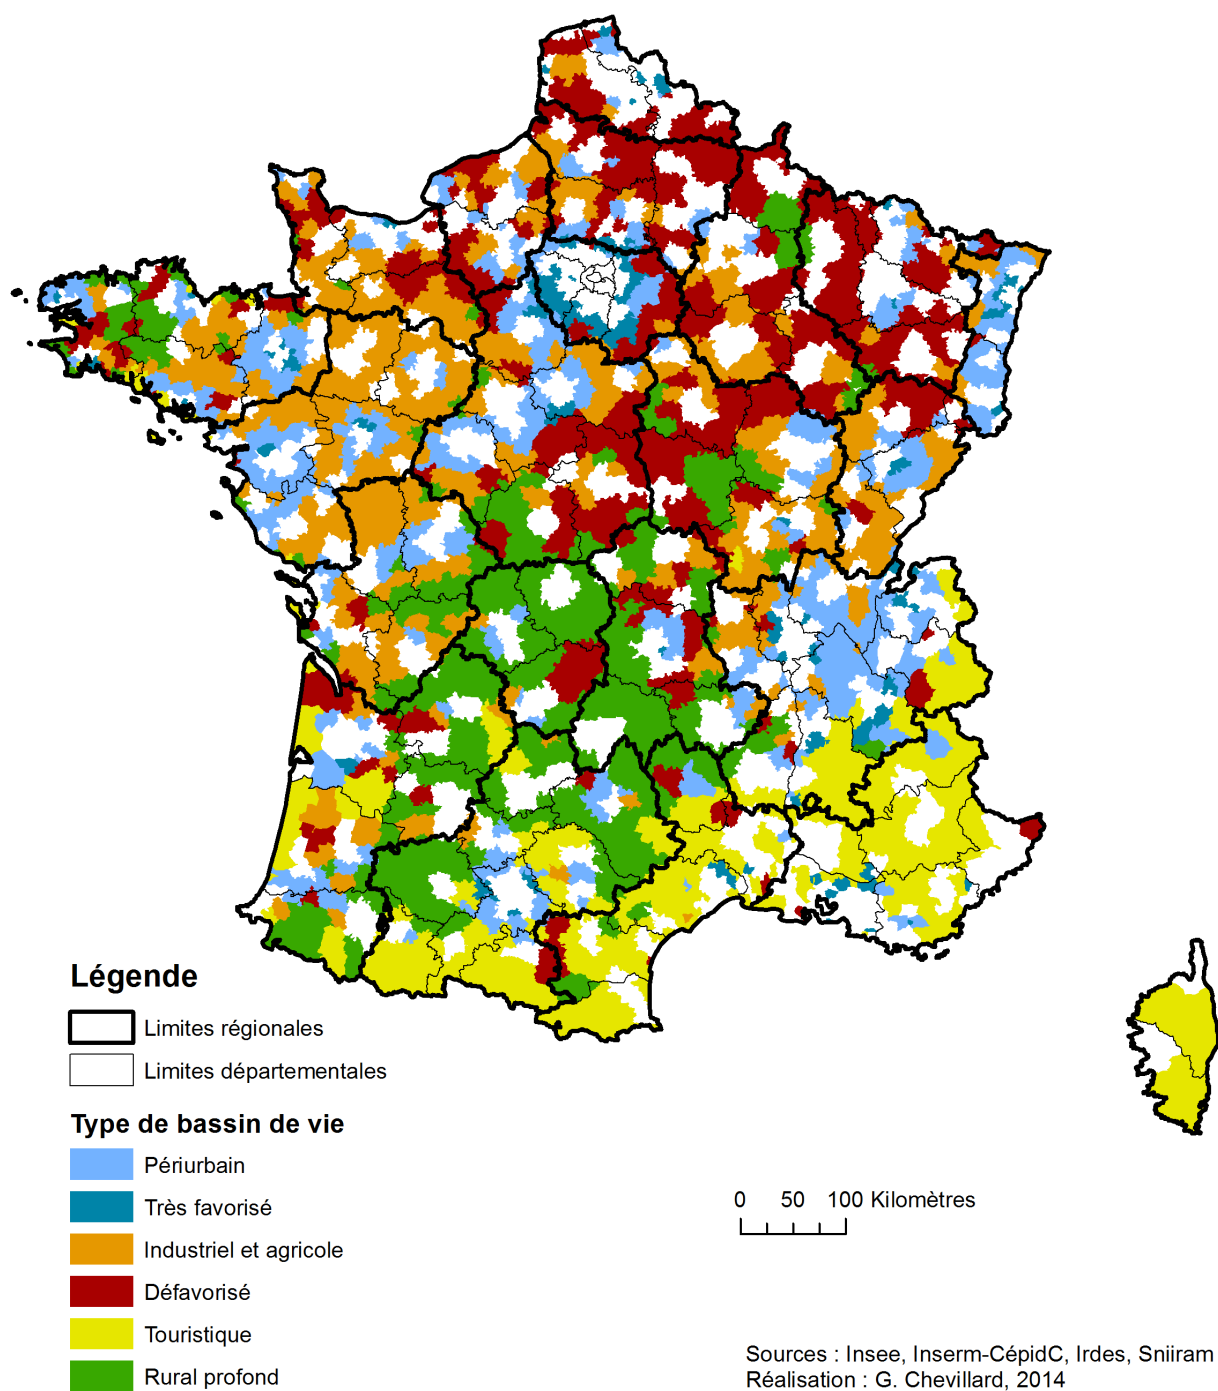 Légende
Limites régionales
Limites départementales
Type de bassin de vie
Périurbain
Très favorisé
Industriel et agricole
Défavorisé
Touristique
Rural profond
0 50 100 Kilomètres
Sources : Insee, Inserm-CépidC, Irdes, Sniiram
Réalisation : G. Chevillard, 2014